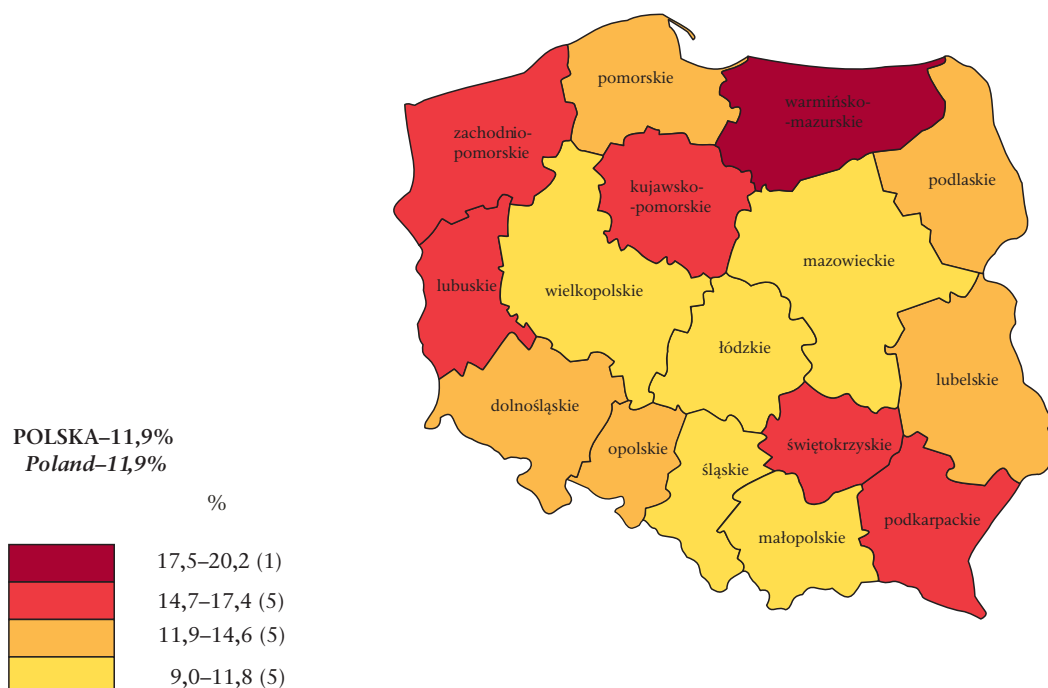 pomorskie
warmińsko-
-mazurskie
zachodnio-
pomorskie
podlaskie
kujawsko-
-pomorskie
mazowieckie
lubuskie
wielkopolskie
łódzkie
lubelskie
dolnośląskie
opolskie
świętokrzyskie
śląskie
podkarpackie
małopolskie
POLSKA–11,9%
Poland–11,9%
%
17,5–20,2 (1)
14,7–17,4 (5)
11,9–14,6 (5)
9,0–11,8 (5)